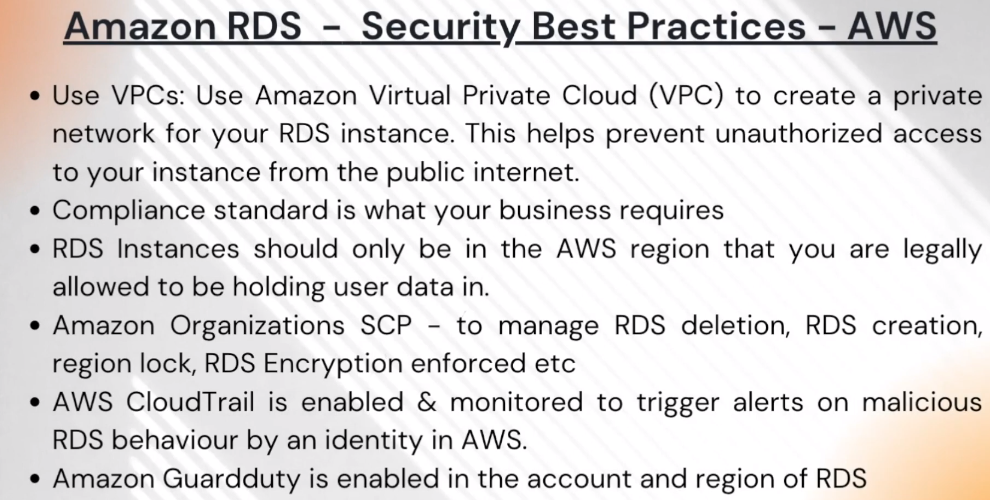 Amazon RDS – Security Best Practices – AWS
• Use VPCs: Use Amazon Virtual Private Cloud (VPC) to create a private
network for your RDS instance. This helps prevent unauthorized access
to your instance from the public internet.
• Compliance standard is what your business requires
• RDS Instances should only be in the AWS region that you are legally
allowed to be holding user data in.
• Amazon Organizations SCP – to manage RDS deletion, RDS creation,
region lock, RDS Encryption enforced etc
• AWS CloudTrail is enabled & monitored to trigger alerts on malicious
RDS behaviour by an identity in AWS.
• Amazon Guardduty is enabled in the account and region of RDS